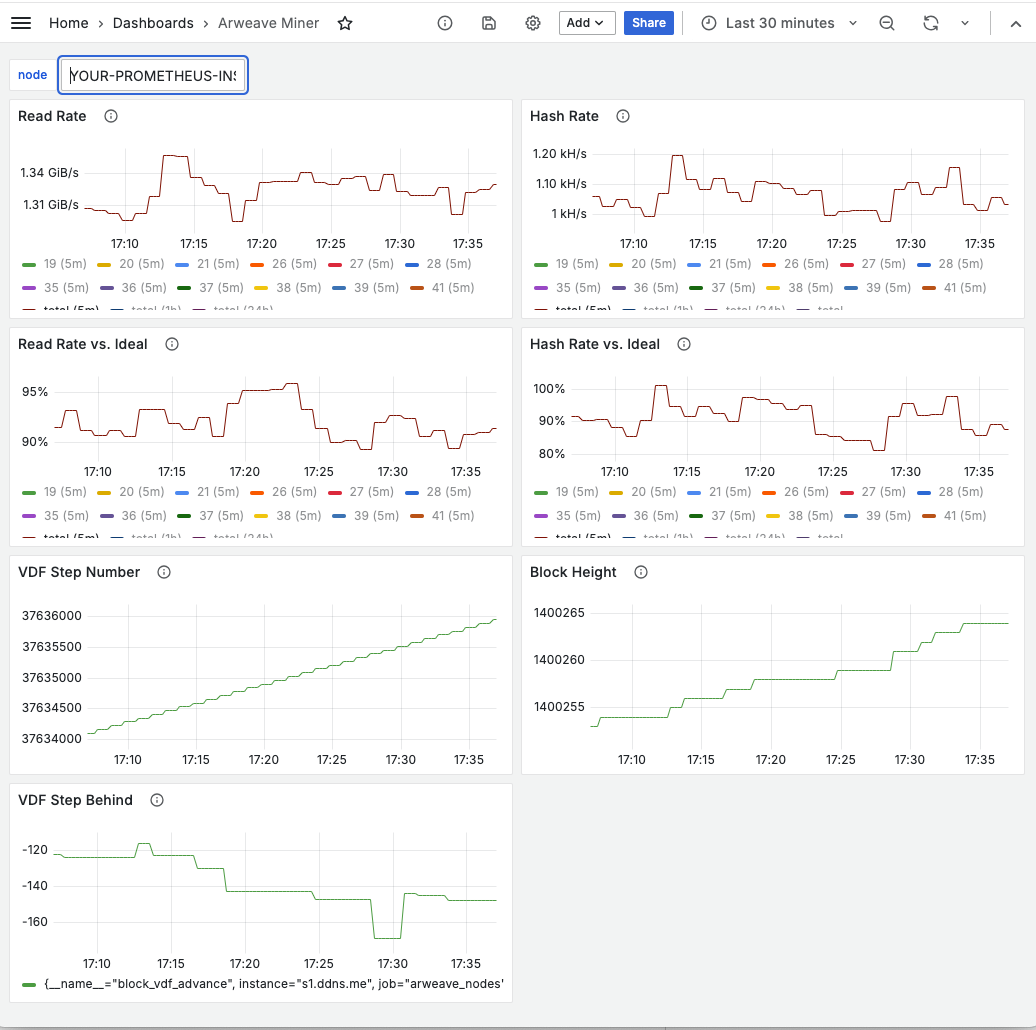 Home › Dashboards › Arweave Miner Add Share Last 30 minutes
node YOUR-PROMETHEUS-INS
Read Rate
1.34 GiB/s
1.31 GiB/s
17:10 17:15 17:20 17:25 17:30 17:35
19 (5m) 20 (5m) 21 (5m) 26 (5m) 27 (5m) 28 (5m)
35 (5m) 36 (5m) 37 (5m) 38 (5m) 39 (5m) 41 (5m)
total (5m) total (1h) total (24h)
Hash Rate
1.20 kH/s
1.10 kH/s
1 kH/s
17:10 17:15 17:20 17:25 17:30 17:35
19 (5m) 20 (5m) 21 (5m) 26 (5m) 27 (5m) 28 (5m)
35 (5m) 36 (5m) 37 (5m) 38 (5m) 39 (5m) 41 (5m)
total (5m) total (1h) total (24h) total
Read Rate vs. Ideal
95%
90%
17:10 17:15 17:20 17:25 17:30 17:35
19 (5m) 20 (5m) 21 (5m) 26 (5m) 27 (5m) 28 (5m)
35 (5m) 36 (5m) 37 (5m) 38 (5m) 39 (5m) 41 (5m)
total (5m) total (1h) total (24h)
Hash Rate vs. Ideal
100%
90%
80%
17:10 17:15 17:20 17:25 17:30 17:35
19 (5m) 20 (5m) 21 (5m) 26 (5m) 27 (5m) 28 (5m)
35 (5m) 36 (5m) 37 (5m) 38 (5m) 39 (5m) 41 (5m)
total (5m) total (1h) total (24h) total
VDF Step Number
37636000
37635500
37635000
37634500
37634000
17:10 17:15 17:20 17:25 17:30 17:35
Block Height
1400265
1400260
1400255
17:10 17:15 17:20 17:25 17:30 17:35
VDF Step Behind
-120
-140
-160
17:10 17:15 17:20 17:25 17:30 17:35
{__name__="block_vdf_advance", instance="s1.ddns.me", job="arweave_nodes"